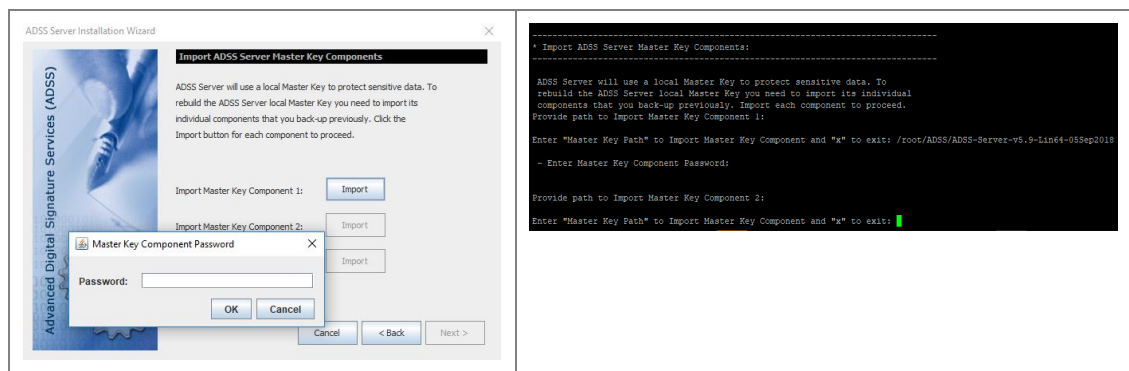 ADSS Server Installation Wizard
Advanced Digital Signature Services (ADSS)
Import ADSS Server Master Key Components
ADSS Server will use a local Master Key to protect sensitive data. To
rebuild the ADSS Server local Master Key you need to import its
individual components that you back-up previously. Click the
Import button for each component to proceed.
Import Master Key Component 1:
Import
Import Master Key Component 2:
Import
Import
Master Key Component Password
Password:
OK
Cancel
Cancel
< Back
Next >
--------------------------------------------------------------------------------
* Import ADSS Server Master Key Components:
--------------------------------------------------------------------------------
ADSS Server will use a local Master Key to protect sensitive data. To
rebuild the ADSS Server local Master Key you need to import its individual
components that you back-up previously. Import each component to proceed.
Provide path to Import Master Key Component 1:
Enter "Master Key Path" to Import Master Key Component and "x" to exit: /root/ADSS/ADSS-Server-v5.9-Lin64-05Sep2018
- Enter Master Key Component Password:
Provide path to Import Master Key Component 2:
Enter "Master Key Path" to Import Master Key Component and "x" to exit: